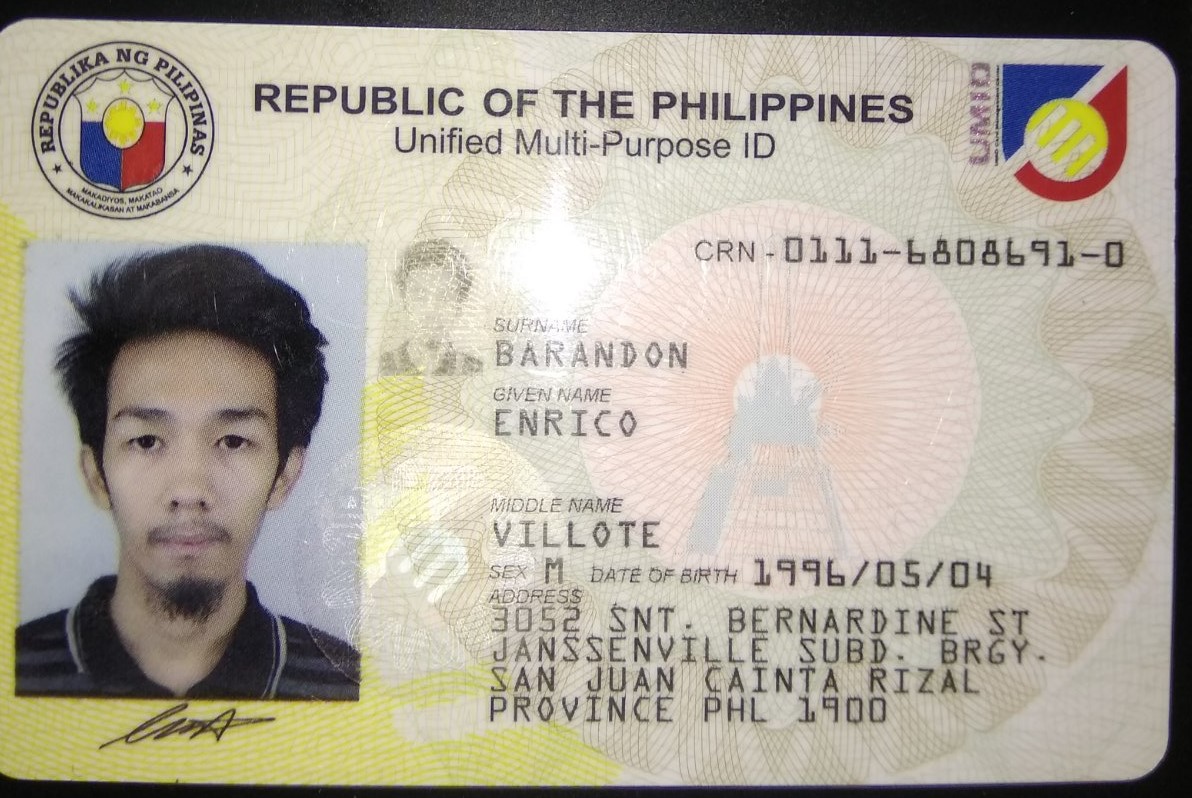 REPUBLIKA NG PILIPINAS
MAKADIYOS, MAKATAO
MAKAKALIKASAN AT MAKABANSA
REPUBLIC OF THE PHILIPPINES
Unified Multi-Purpose ID
UMID
CRN - 0111-6808691-0
SURNAME
BARANDON
GIVEN NAME
ENRICO
MIDDLE NAME
VILLOTE
SEX M DATE OF BIRTH 1996/05/04
ADDRESS
3052 SNT. BERNARDINE ST
JANSSENVILLE SUBD. BRGY.
SAN JUAN CAINTA RIZAL
PROVINCE PHL 1900